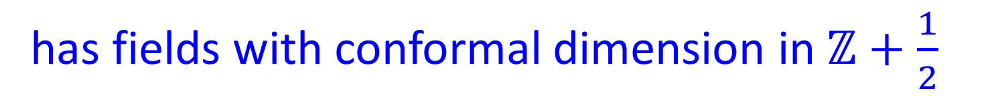 has fields with conformal dimension in ℤ + 1/2